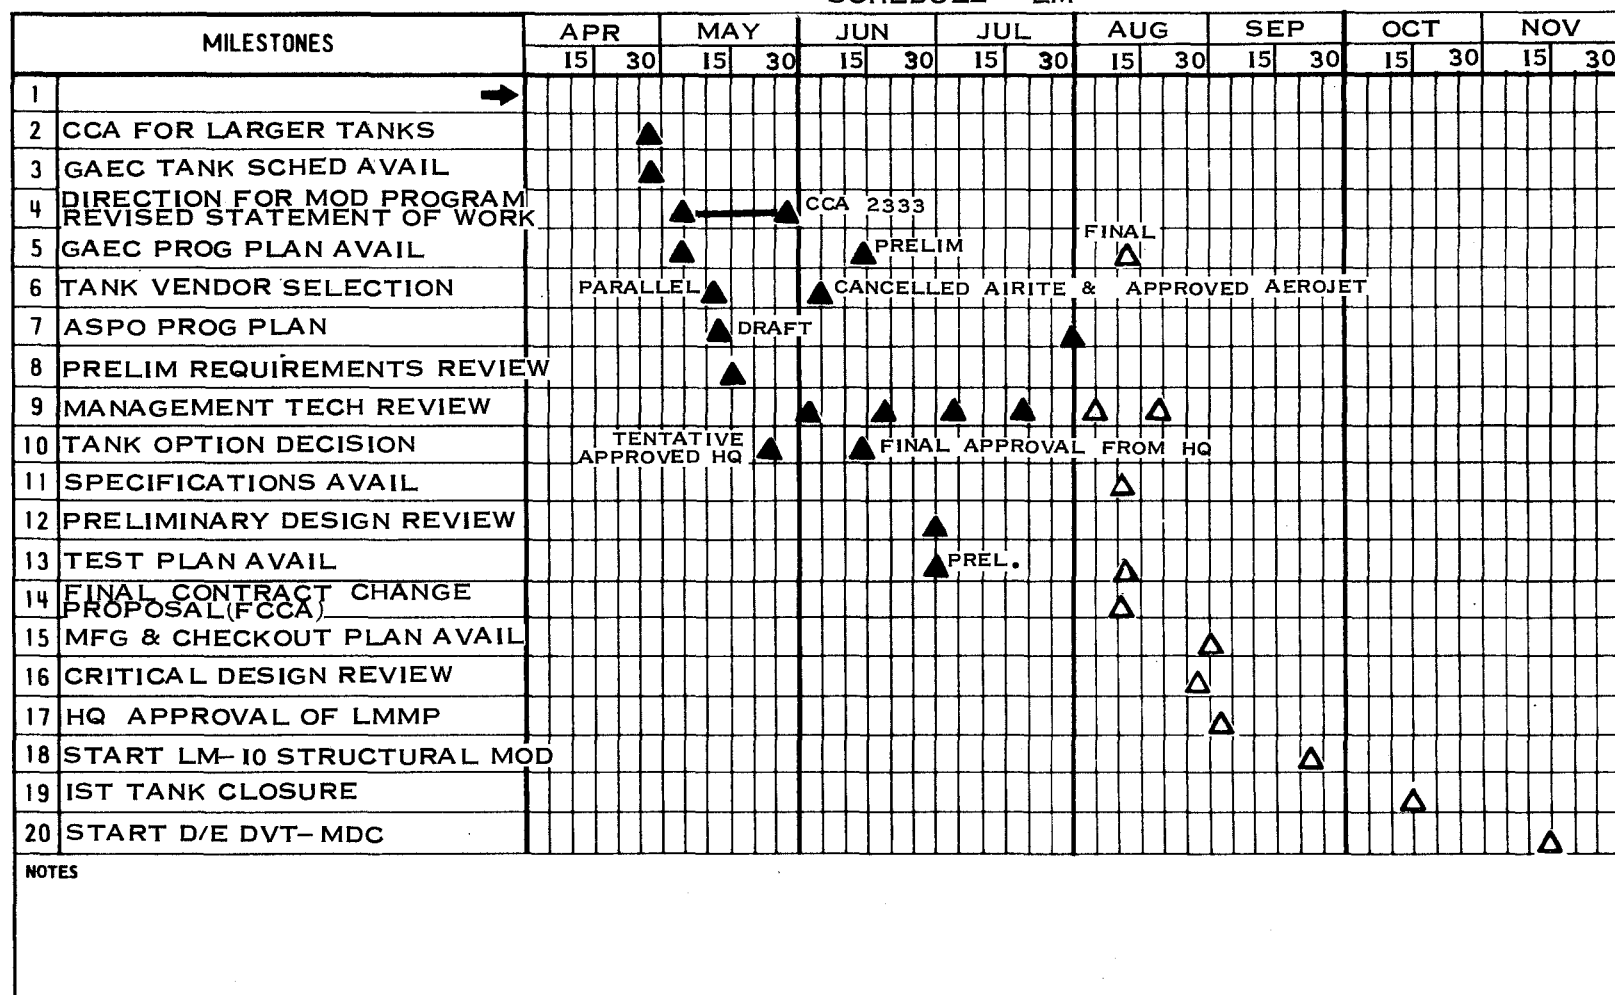 SCHEDULE LM
MILESTONES
APR MAY JUN JUL AUG SEP OCT NOV
15 30 15 30 15 30 15 30 15 30 15 30 15 30 15 30
1
2 CCA FOR LARGER TANKS
3 GAEC TANK SCHED AVAIL
4 DIRECTION FOR MOD PROGRAM
REVISED STATEMENT OF WORK
CCA 2333
5 GAEC PROG PLAN AVAIL PRELIM FINAL
6 TANK VENDOR SELECTION PARALLEL CANCELLED AIRITE & APPROVED AEROJET
7 ASPO PROG PLAN DRAFT
8 PRELIM REQUIREMENTS REVIEW
9 MANAGEMENT TECH REVIEW
10 TANK OPTION DECISION
TENTATIVE
APPROVED HQ
FINAL APPROVAL FROM HQ
11 SPECIFICATIONS AVAIL
12 PRELIMINARY DESIGN REVIEW
13 TEST PLAN AVAIL PREL.
14 FINAL CONTRACT CHANGE
PROPOSAL(FCCA)
15 MFG & CHECKOUT PLAN AVAIL
16 CRITICAL DESIGN REVIEW
17 HQ APPROVAL OF LMMP
18 START LM-10 STRUCTURAL MOD
19 IST TANK CLOSURE
20 START D/E DVT-MDC
NOTES